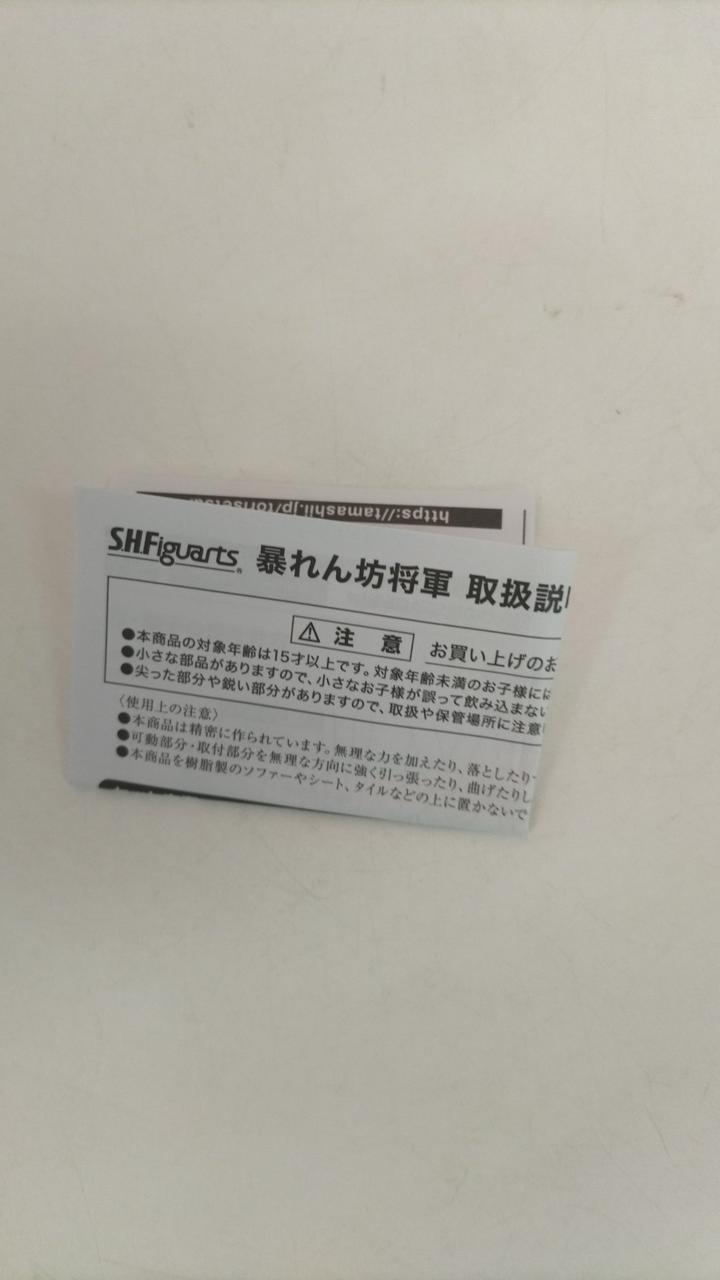 https://tamashii.jp/torisetsu
S.H.Figuarts® 暴れん坊将軍 取扱説
⚠ 注 意 お買い上げのお
●本商品の対象年齢は15才以上です。対象年齢未満のお子様には
●小さな部品がありますので、小さなお子様が誤って飲み込まない
●尖った部分や鋭い部分がありますので、取扱や保管場所に注意
〈使用上の注意〉
●本商品は精密に作られています。無理な力を加えたり、落としたり
●可動部分・取付部分を無理な方向に強く引っ張ったり、曲げたりし
●本商品を樹脂製のソファーやシート、タイルなどの上に置かないで